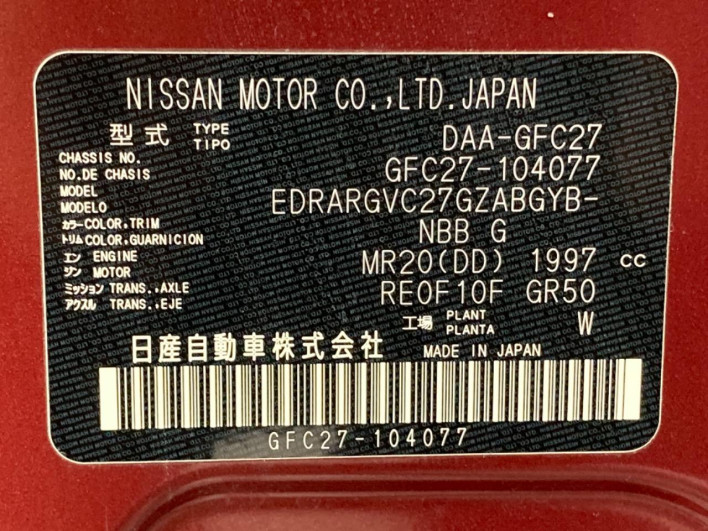 NISSAN MOTOR CO.,LTD.JAPAN
型式 TYPE TIPO DAA-GFC27
CHASSIS NO. NO.DE CHASIS GFC27-104077
MODEL MODELO EDRARGVC27GZABGYB-
カラー COLOR,TRIM トリム COLOR,GUARNICION NBB G
エンジン ENGINE MOTOR MR20(DD) 1997 cc
ミッション TRANS.,AXLE アクスル TRANS.,EJE RE0F10F GR50
工場 PLANT PLANTA W
日産自動車株式会社 MADE IN JAPAN
GFC27-104077